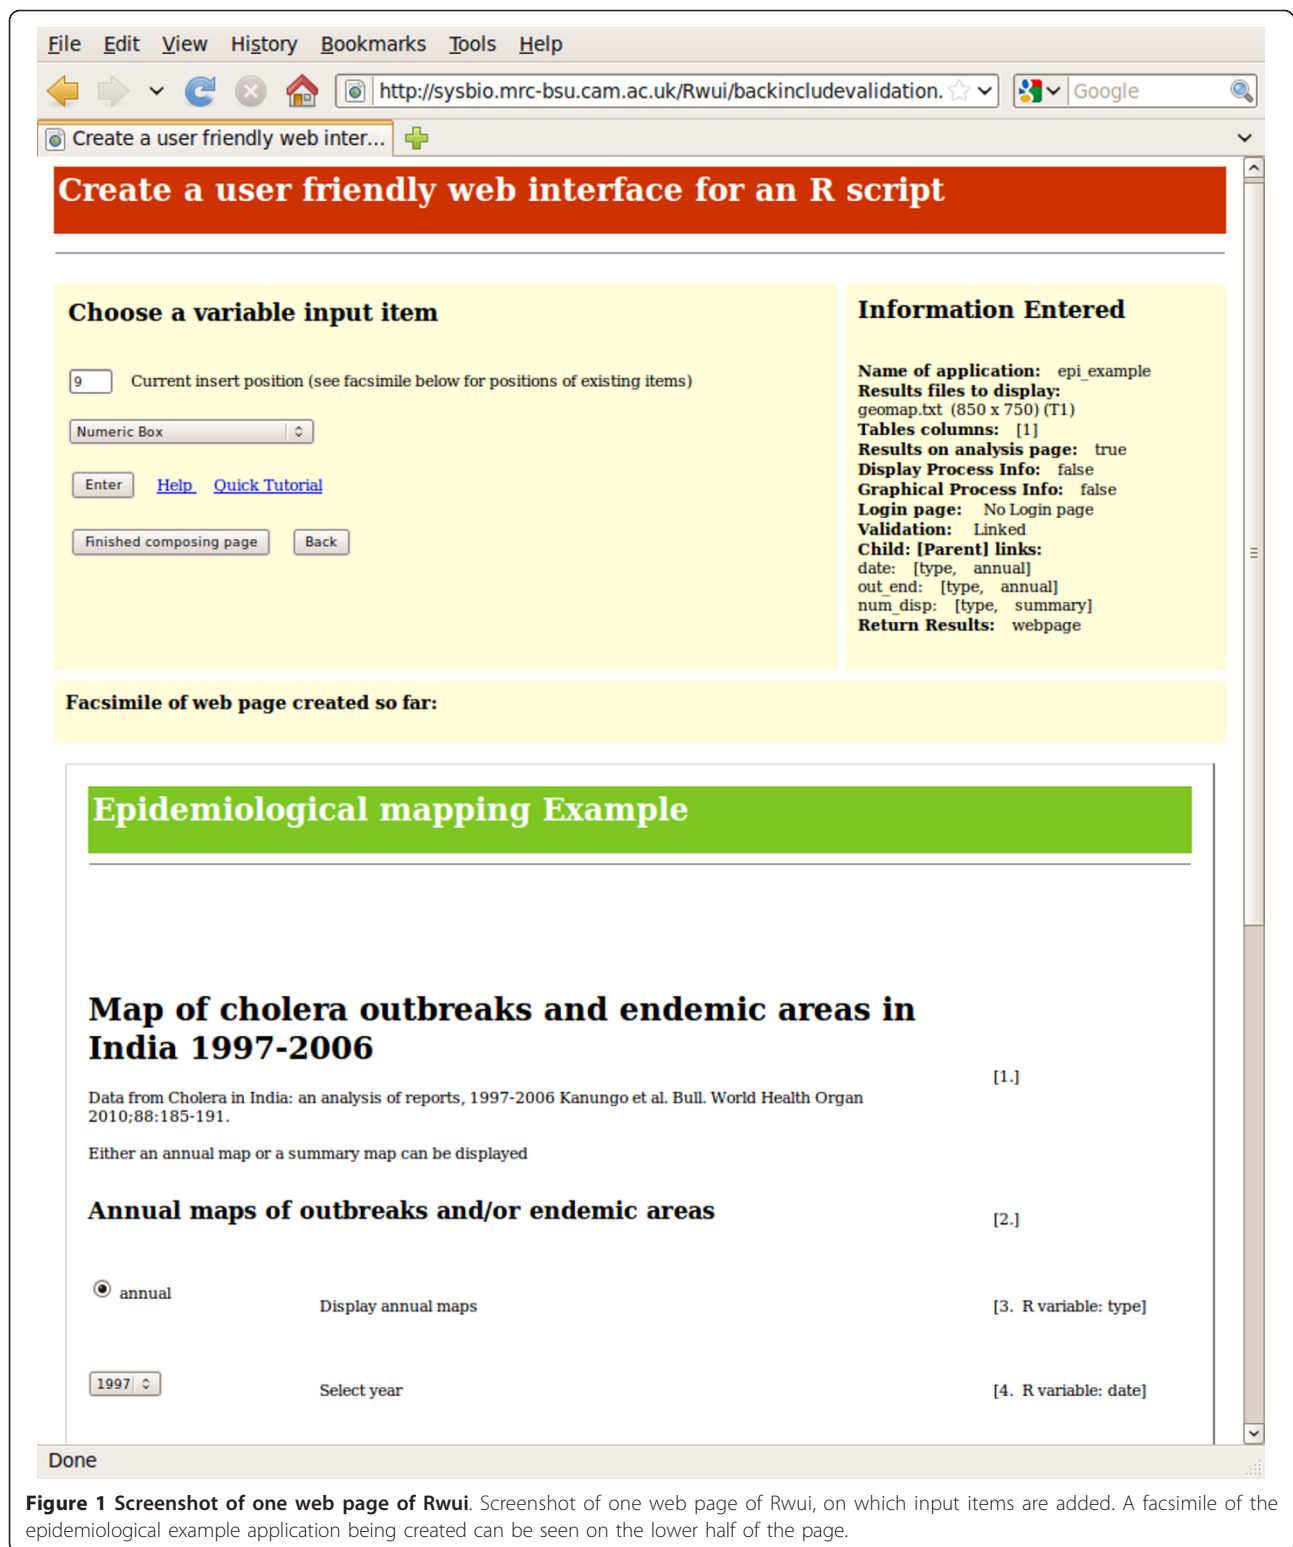 File Edit View History Bookmarks Tools Help
http://sysbio.mrc-bsu.cam.ac.uk/Rwui/backincludevalidation. Google
Create a user friendly web inter...
Create a user friendly web interface for an R script
Choose a variable input item
9 Current insert position (see facsimile below for positions of existing items)
Numeric Box
Enter Help Quick Tutorial
Finished composing page Back
Information Entered
Name of application: epi_example
Results files to display:
geomap.txt (850 x 750) (T1)
Tables columns: [1]
Results on analysis page: true
Display Process Info: false
Graphical Process Info: false
Login page: No Login page
Validation: Linked
Child: [Parent] links:
date: [type, annual]
out_end: [type, annual]
num_disp: [type, summary]
Return Results: webpage
Facsimile of web page created so far:
Epidemiological mapping Example
Map of cholera outbreaks and endemic areas in
India 1997-2006
[1.]
Data from Cholera in India: an analysis of reports, 1997-2006 Kanungo et al. Bull. World Health Organ
2010;88:185-191.
Either an annual map or a summary map can be displayed
Annual maps of outbreaks and/or endemic areas [2.]
annual Display annual maps [3. R variable: type]
1997 Select year [4. R variable: date]
Done
Figure 1 Screenshot of one web page of Rwui. Screenshot of one web page of Rwui, on which input items are added. A facsimile of the
epidemiological example application being created can be seen on the lower half of the page.